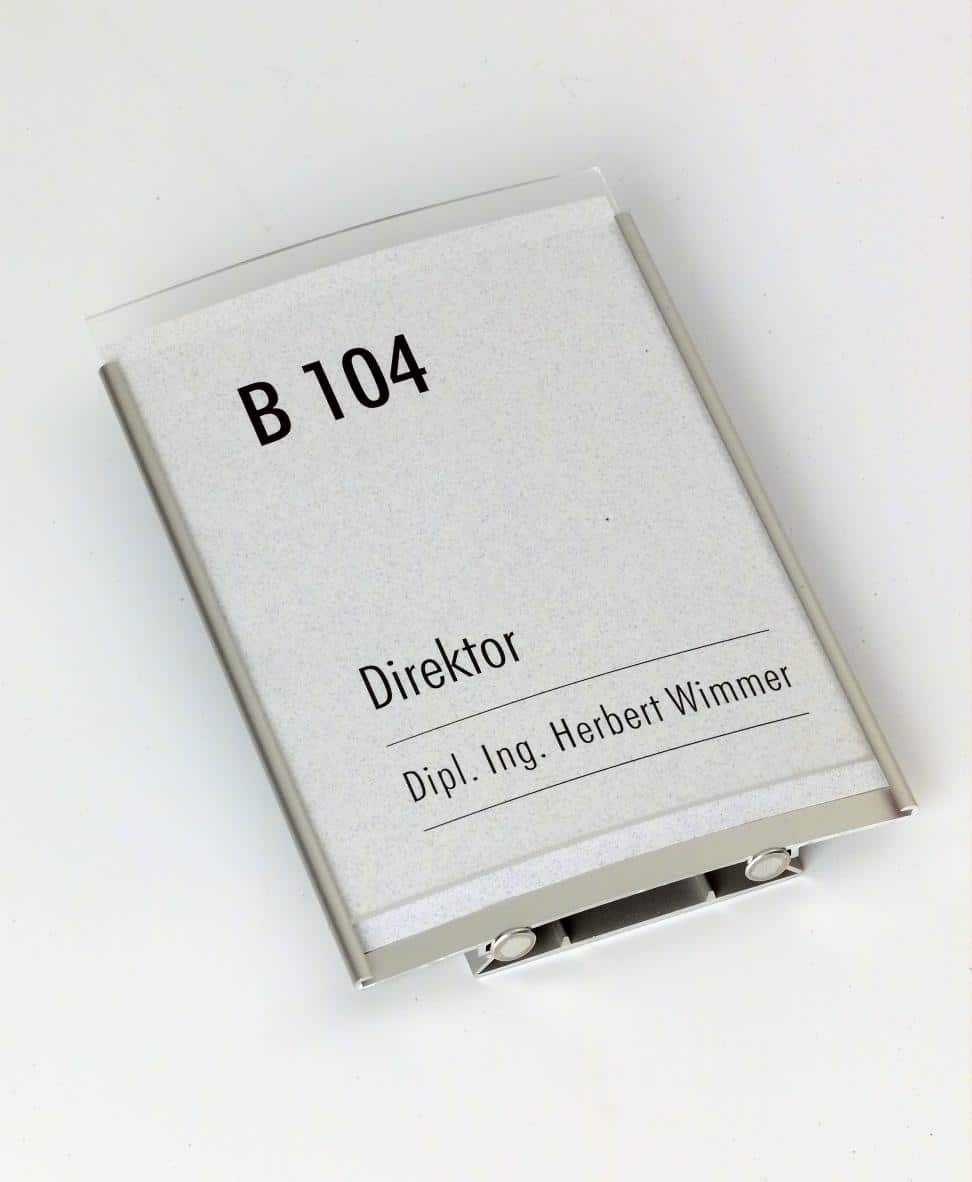 B 104
Direktor
Dipl. Ing. Herbert Wimmer